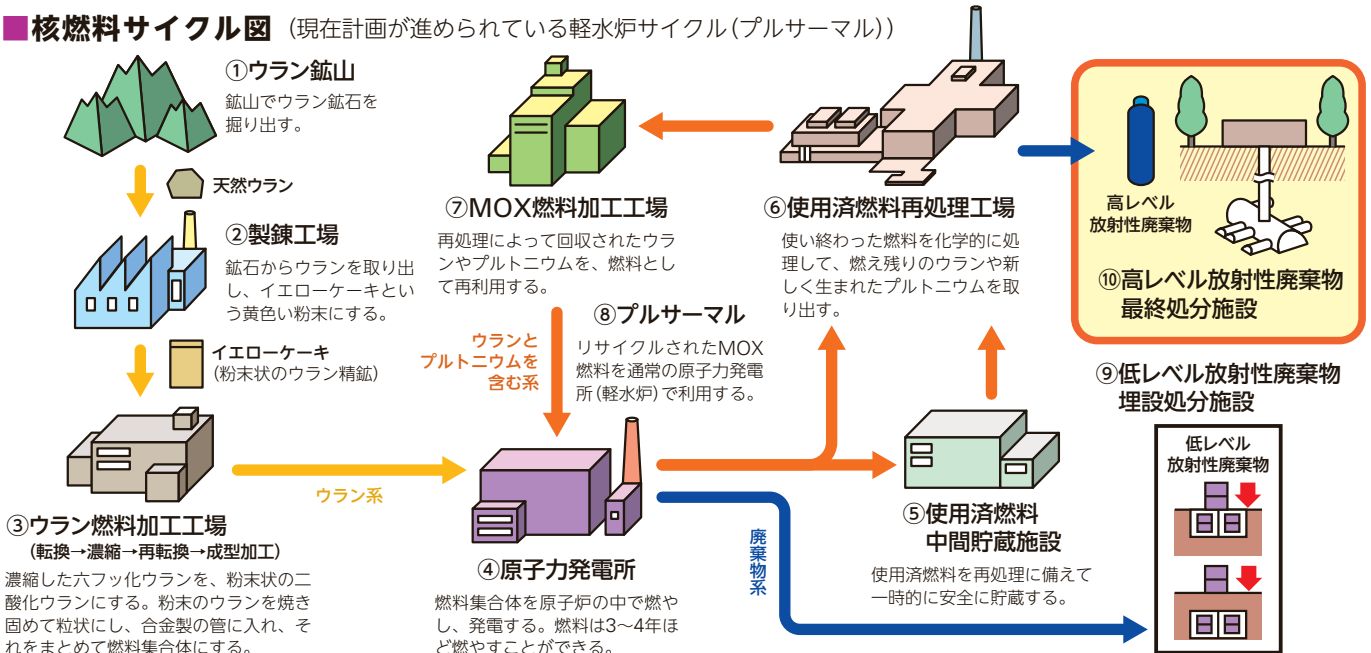 ■核燃料サイクル図 (現在計画が進められている軽水炉サイクル(プルサーマル))
①ウラン鉱山
鉱山でウラン鉱石を
掘り出す。
天然ウラン
②製錬工場
鉱石からウランを取り出
し、イエローケーキとい
う黄色い粉末にする。
イエローケーキ
(粉末状のウラン精鉱)
③ウラン燃料加工工場
(転換→濃縮→再転換→成型加工)
濃縮した六フッ化ウランを、粉末状の二
酸化ウランにする。粉末のウランを焼き
固めて粒状にし、合金製の管に入れ、そ
れをまとめて燃料集合体にする。
ウラン系
④原子力発電所
燃料集合体を原子炉の中で燃や
し、発電する。燃料は3〜4年ほ
ど燃やすことができる。
⑤使用済燃料
中間貯蔵施設
使用済燃料を再処理に備えて
一時的に安全に貯蔵する。
⑥使用済燃料再処理工場
使い終わった燃料を化学的に処
理して、燃え残りのウランや新
しく生まれたプルトニウムを取
り出す。
⑦MOX燃料加工工場
再処理によって回収されたウラ
ンやプルトニウムを、燃料とし
て再利用する。
ウランと
プルトニウムを
含む系
⑧プルサーマル
リサイクルされたMOX
燃料を通常の原子力発電
所(軽水炉)で利用する。
廃棄物系
⑨低レベル放射性廃棄物
埋設処分施設
低レベル
放射性廃棄物
高レベル
放射性廃棄物
⑩高レベル放射性廃棄物
最終処分施設